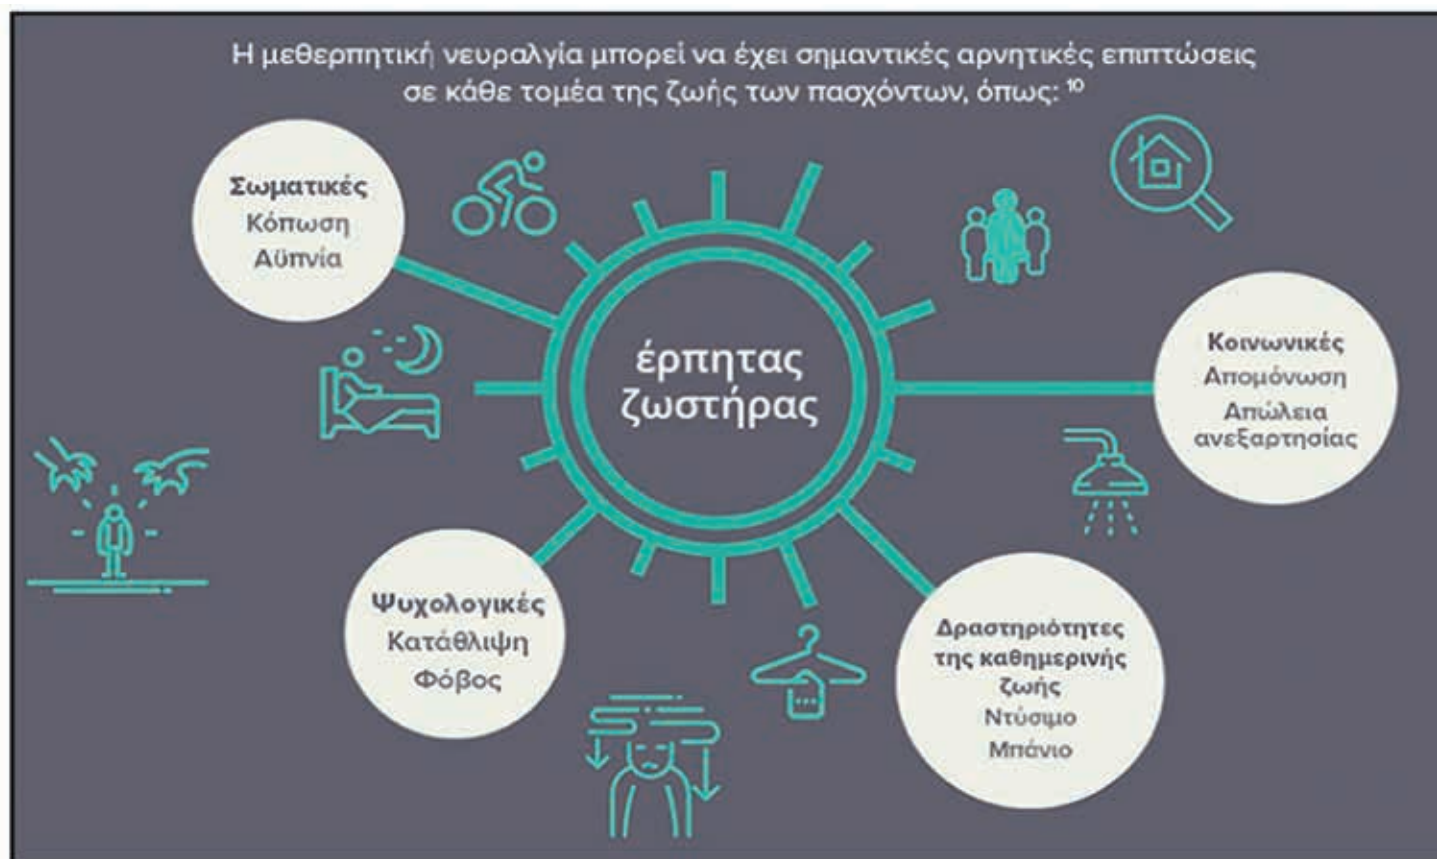 Η μεθερπητική νευραλγία μπορεί να έχει σημαντικές αρνητικές επιπτώσεις
σε κάθε τομέα της ζωής των πασχόντων, όπως: ¹⁰
Σωματικές
Κόπωση
Αϋπνία
έρπητας
ζωστήρας
Κοινωνικές
Απομόνωση
Απώλεια
ανεξαρτησίας
Ψυχολογικές
Κατάθλιψη
Φόβος
Δραστηριότητες
της καθημερινής
ζωής
Ντύσιμο
Μπάνιο